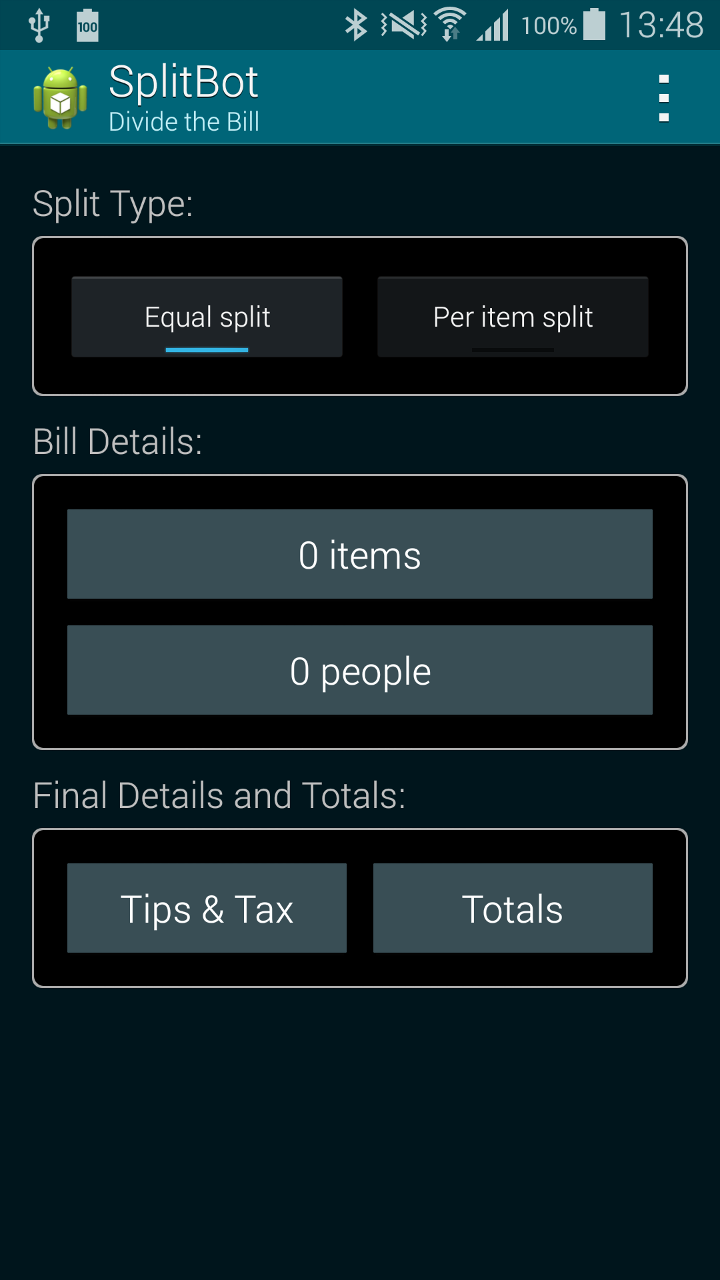 100
100%
13:48
SplitBot
Divide the Bill
Split Type:
Equal split
Per item split
Bill Details:
0 items
0 people
Final Details and Totals:
Tips & Tax
Totals